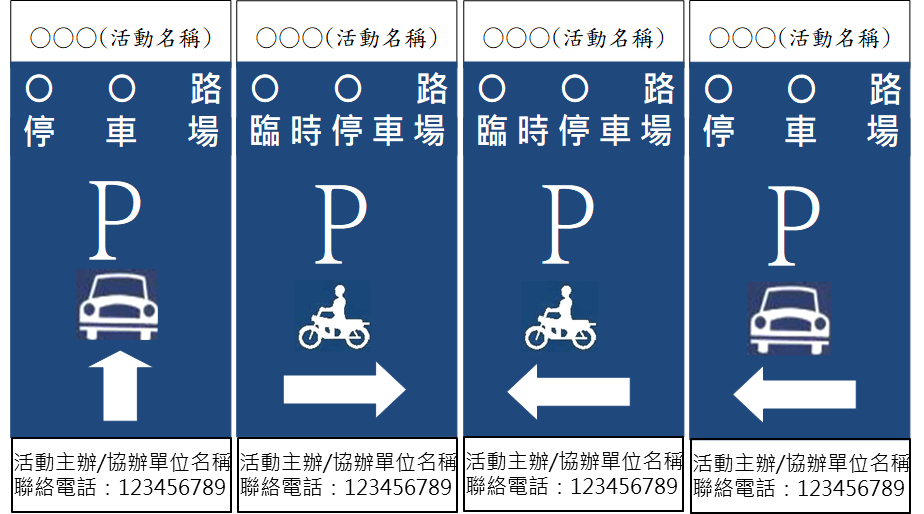 〇〇〇(活動名稱)
〇 〇 路
停 車 場
P
活動主辦/協辦單位名稱
聯絡電話：123456789
〇〇〇(活動名稱)
〇 〇 路
臨時停車場
P
活動主辦/協辦單位名稱
聯絡電話：123456789
〇〇〇(活動名稱)
〇 〇 路
臨時停車場
P
活動主辦/協辦單位名稱
聯絡電話：123456789
〇〇〇(活動名稱)
〇 〇 路
停 車 場
P
活動主辦/協辦單位名稱
聯絡電話：123456789